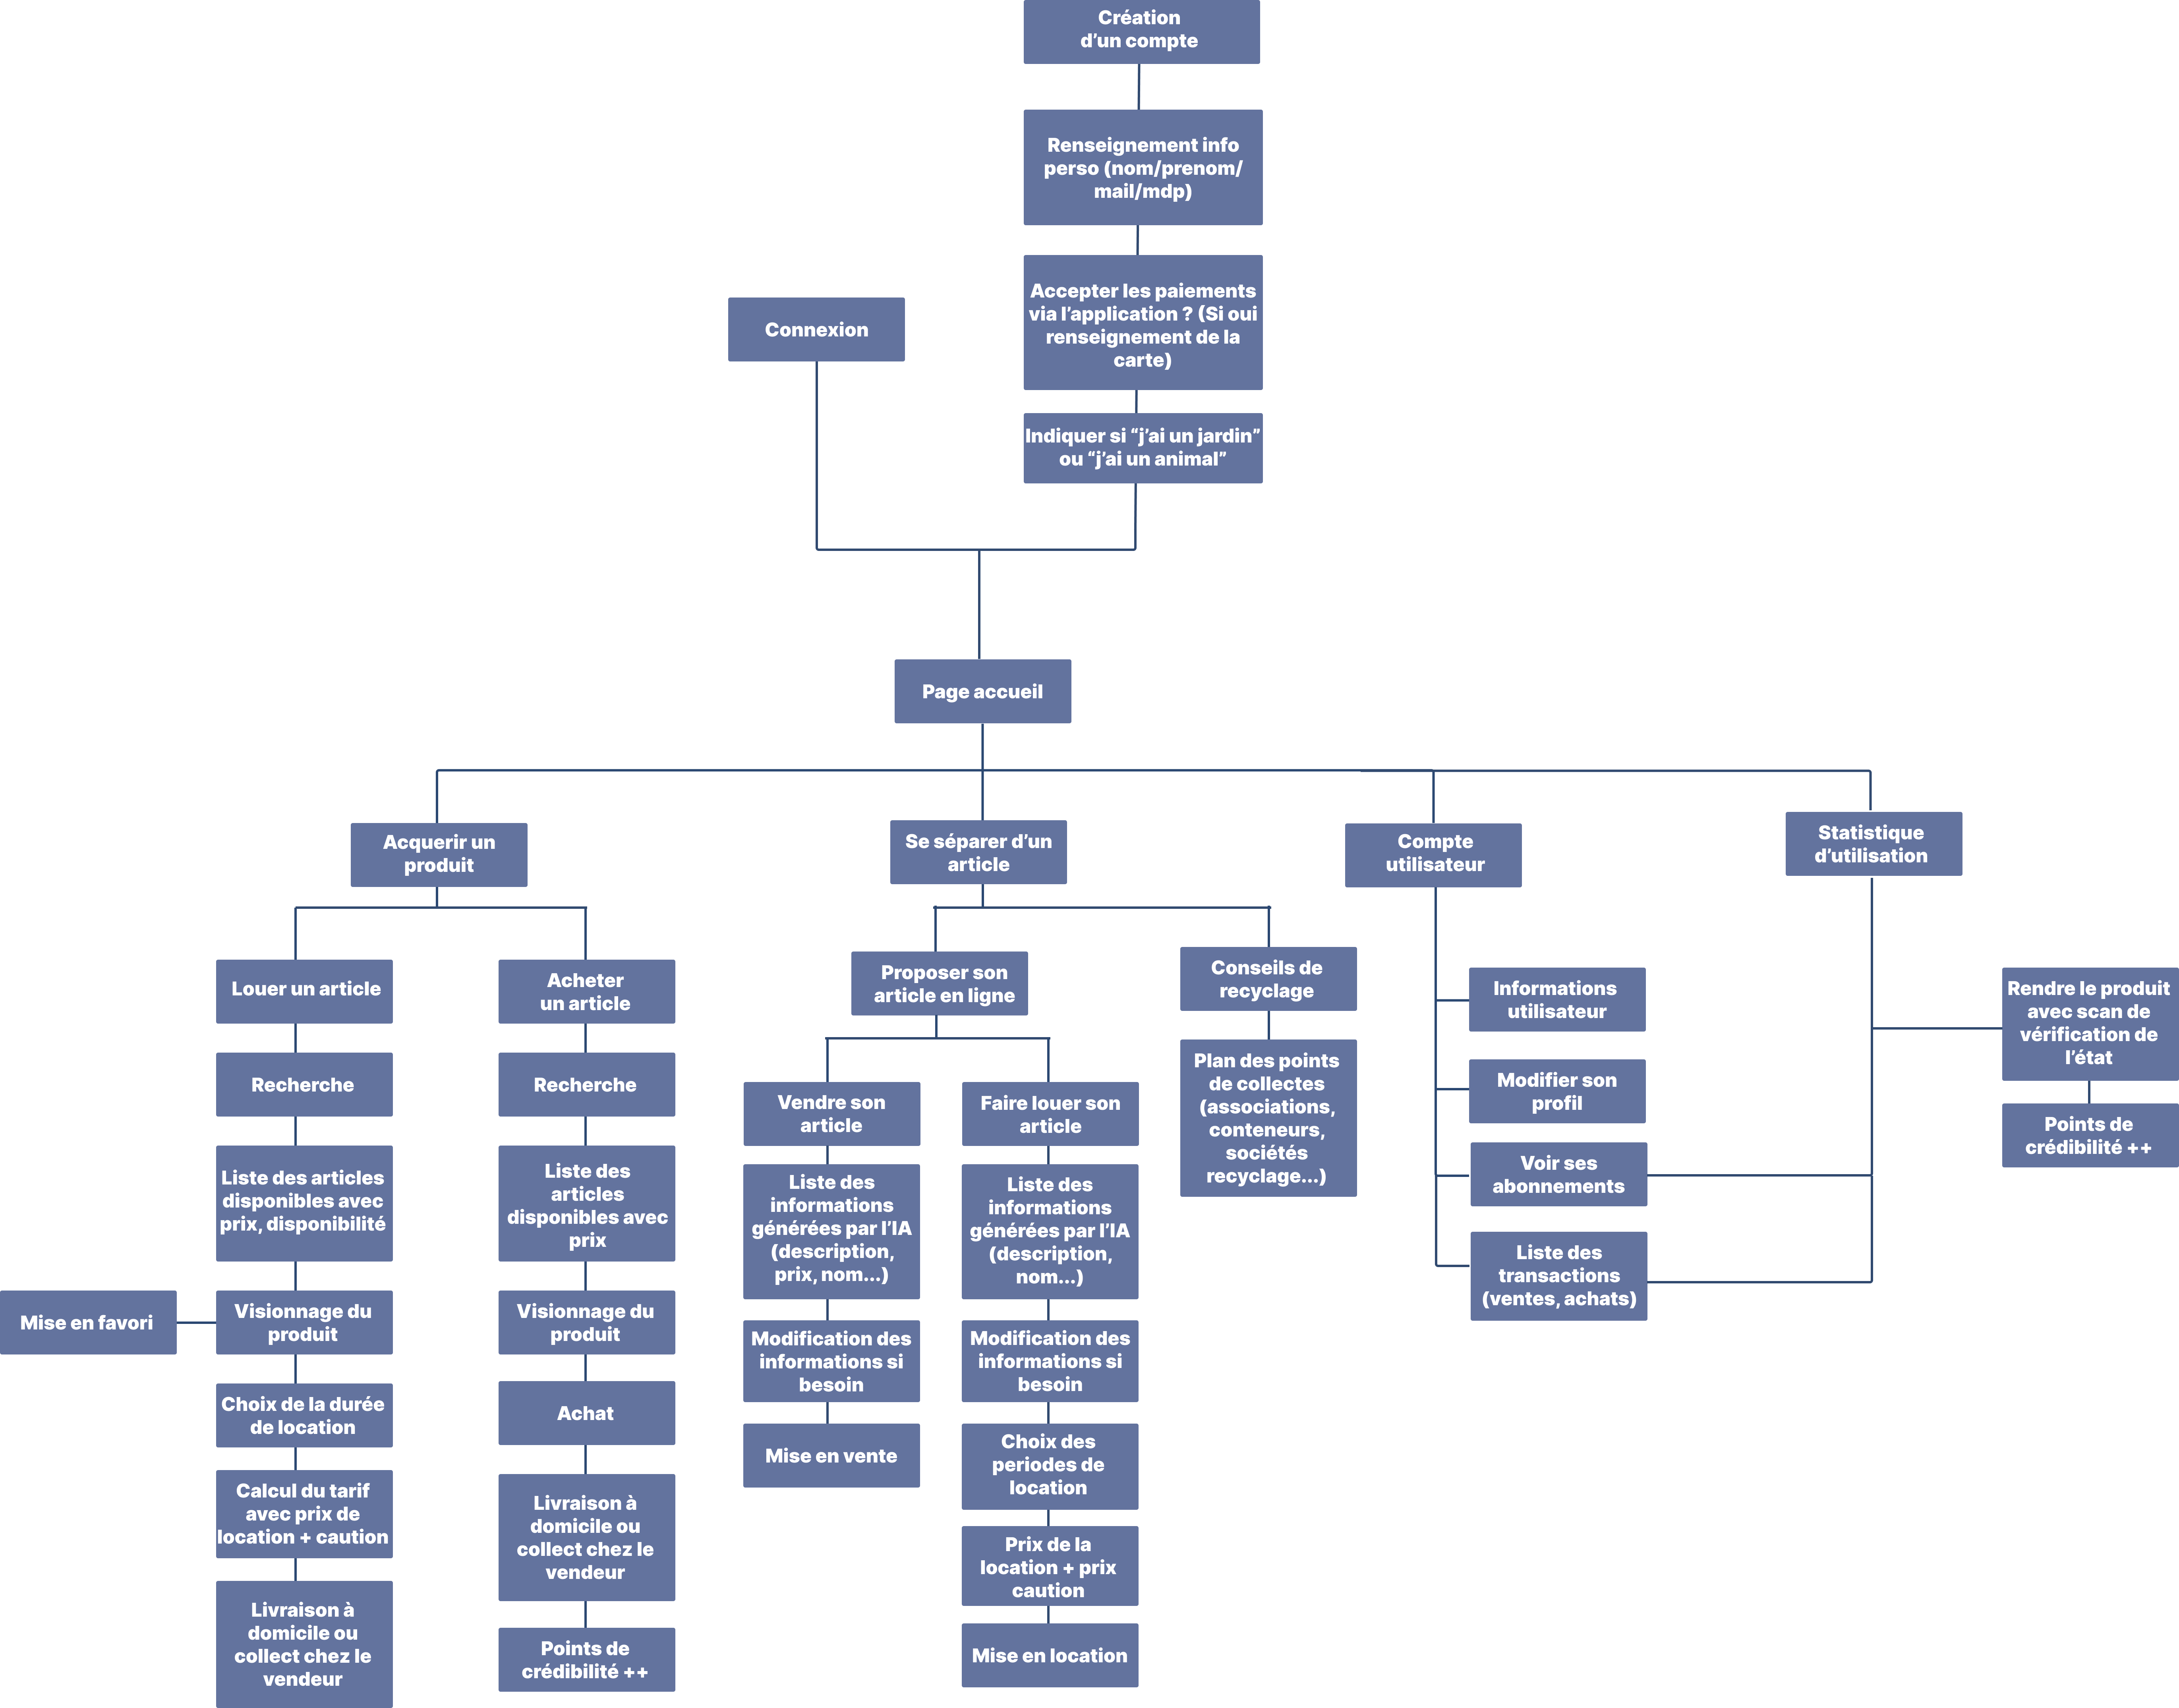 Création
d’un compte
Renseignement info
perso (nom/prenom/
mail/mdp)
Accepter les paiements
via l’application ? (Si oui
renseignement de la
carte)
Connexion
Indiquer si “j’ai un jardin”
ou “j’ai un animal”
Page accueil
Acquerir un
produit
Louer un article
Recherche
Liste des articles
disponibles avec
prix, disponibilité
Mise en favori
Visionnage du
produit
Choix de la durée
de location
Calcul du tarif
avec prix de
location + caution
Livraison à
domicile ou
collect chez le
vendeur
Acheter
un article
Recherche
Liste des
articles
disponibles avec
prix
Visionnage du
produit
Achat
Livraison à
domicile ou
collect chez le
vendeur
Points de
crédibilité ++
Se séparer d’un
article
Proposer son
article en ligne
Vendre son
article
Liste des
informations
générées par l’IA
(description,
prix, nom...)
Modification des
informations si
besoin
Mise en vente
Faire louer son
article
Liste des
informations
générées par l’IA
(description,
nom...)
Modification des
informations si
besoin
Choix des
periodes de
location
Prix de la
location + prix
caution
Mise en location
Conseils de
recyclage
Plan des points
de collectes
(associations,
conteneurs,
sociétés
recyclage...)
Compte
utilisateur
Informations
utilisateur
Modifier son
profil
Voir ses
abonnements
Liste des
transactions
(ventes, achats)
Statistique
d’utilisation
Rendre le produit
avec scan de
vérification de
l’état
Points de
crédibilité ++